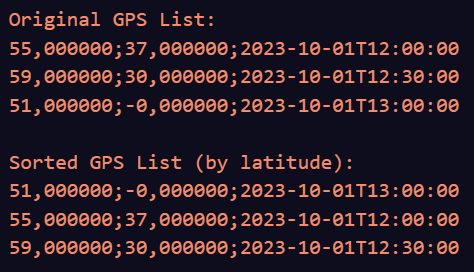 Original GPS List:
55,000000;37,000000;2023-10-01T12:00:00
59,000000;30,000000;2023-10-01T12:30:00
51,000000;-0,000000;2023-10-01T13:00:00
Sorted GPS List (by latitude):
51,000000;-0,000000;2023-10-01T13:00:00
55,000000;37,000000;2023-10-01T12:00:00
59,000000;30,000000;2023-10-01T12:30:00